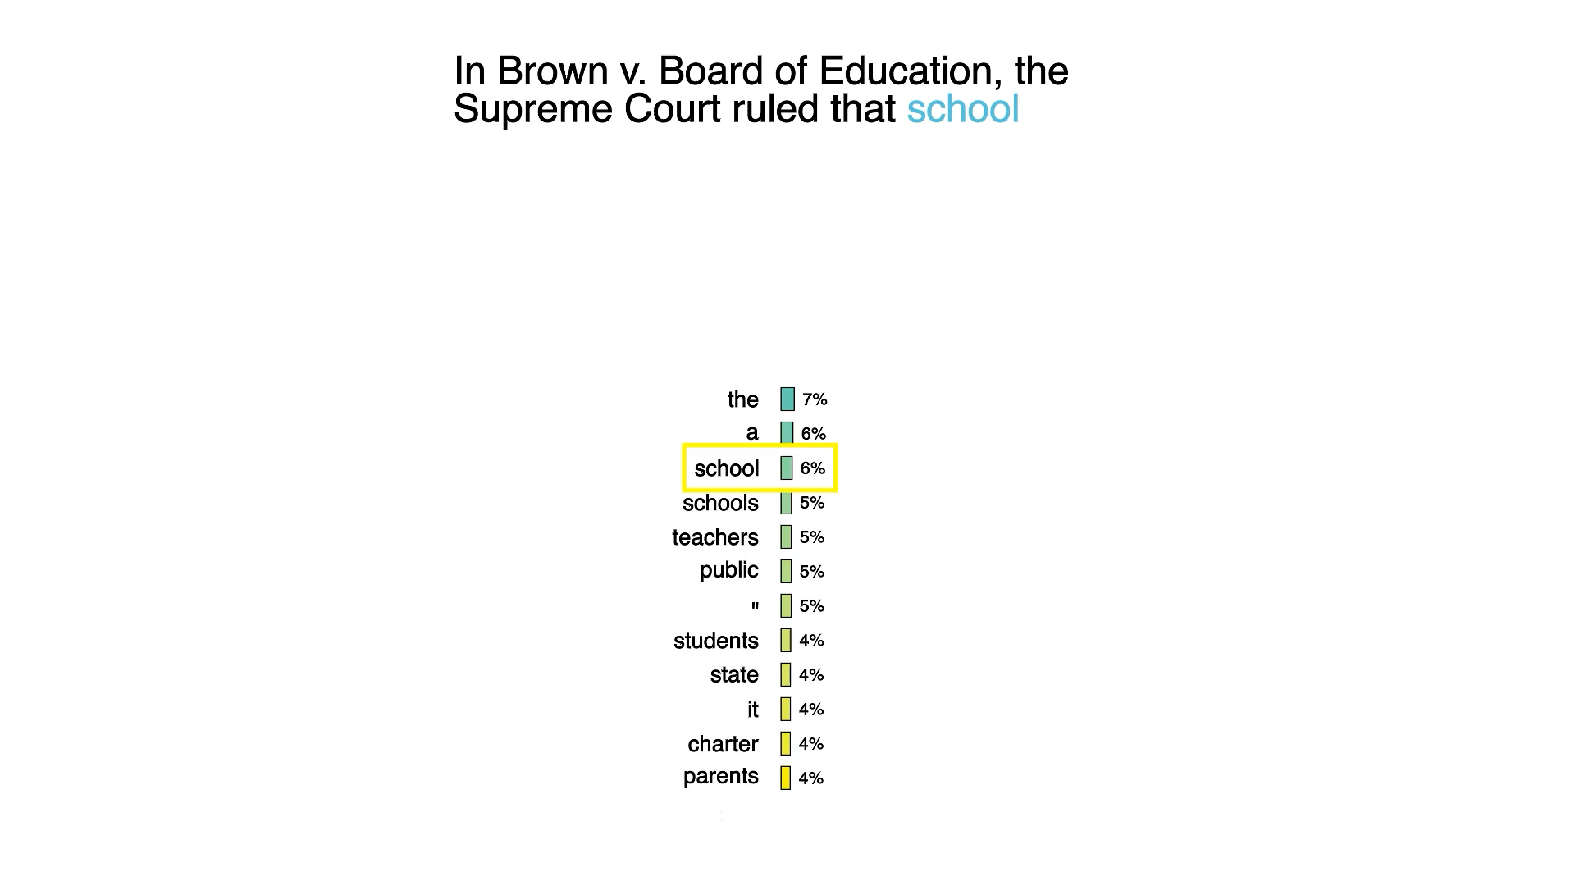 In Brown v. Board of Education, the
Supreme Court ruled that school
the 7%
a 6%
school 6%
schools 5%
teachers 5%
public 5%
" 5%
students 4%
state 4%
it 4%
charter 4%
parents 4%